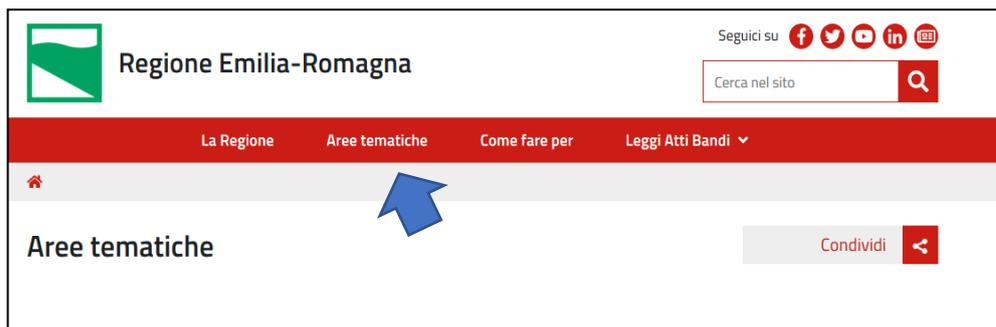 Seguici su
Regione Emilia-Romagna
Cerca nel sito
La Regione Aree tematiche Come fare per Leggi Atti Bandi
Aree tematiche
Condividi